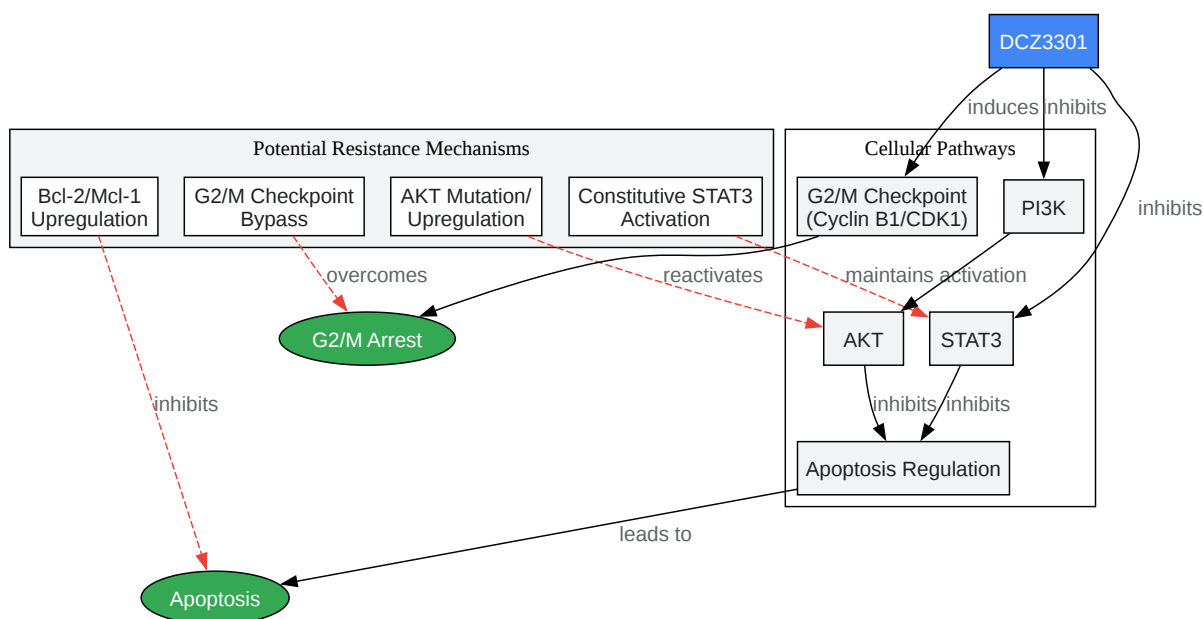 DCZ3301
induces
inhibits
Potential Resistance Mechanisms
Cellular Pathways
Bcl-2/Mcl-1
Upregulation
G2/M Checkpoint
Bypass
AKT Mutation/
Upregulation
Constitutive STAT3
Activation
G2/M Checkpoint
(Cyclin B1/CDK1)
PI3K
inhibits
overcomes
reactivates
maintains activation
G2/M Arrest
AKT
STAT3
inhibits
inhibits
inhibits
Apoptosis Regulation
leads to
Apoptosis